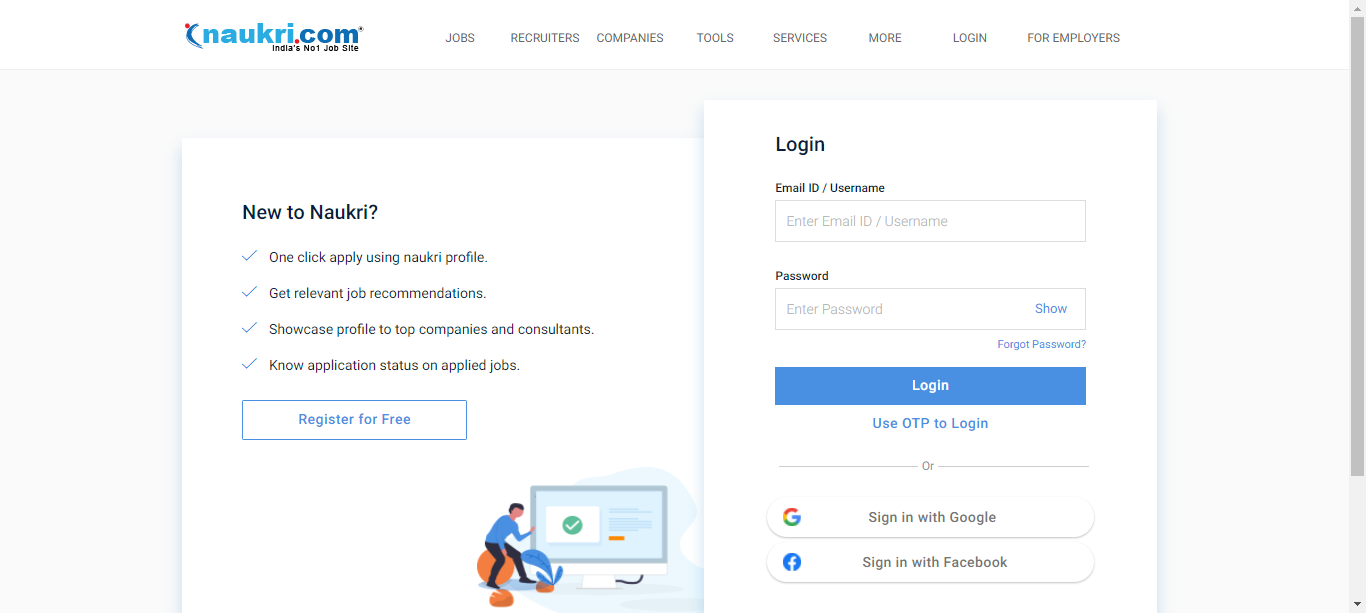 naukri.com
India's No1 Job Site
JOBS RECRUITERS COMPANIES TOOLS SERVICES MORE LOGIN FOR EMPLOYERS
New to Naukri?
One click apply using naukri profile.
Get relevant job recommendations.
Showcase profile to top companies and consultants.
Know application status on applied jobs.
Register for Free
Login
Email ID / Username
Enter Email ID / Username
Password
Enter Password Show
Forgot Password?
Login
Use OTP to Login
Or
Sign in with Google
Sign in with Facebook